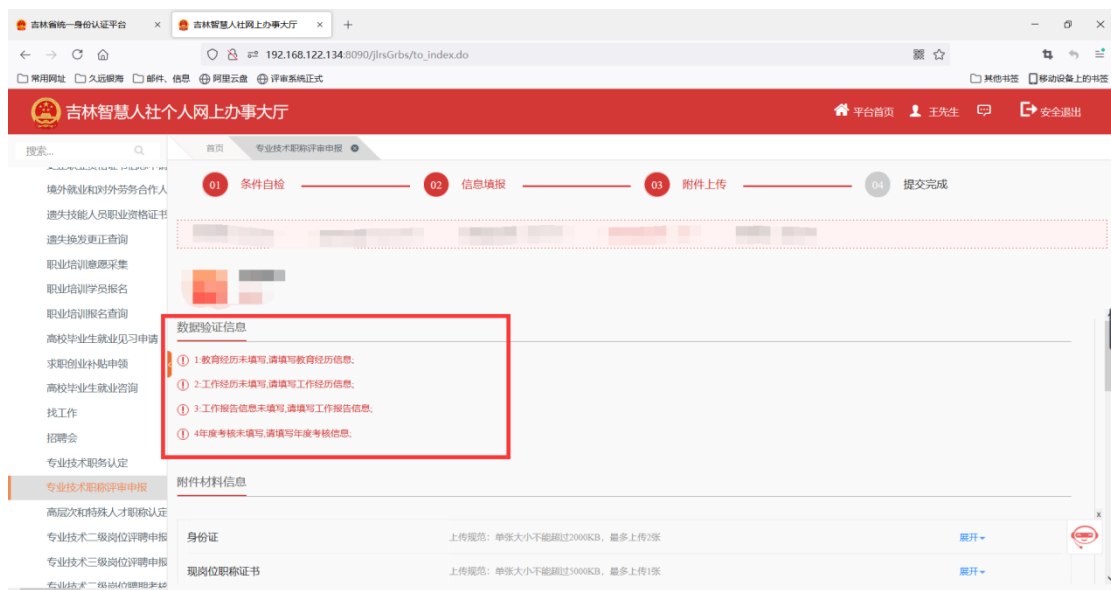 吉林省统一身份认证平台 × 吉林智慧人社网上办事大厅 × +
192.168.122.134:8090/jlrsGrbs/to_index.do
常用网址 久远银海 邮件、信息 阿里云盘 评审系统正式 其他书签 移动设备上的书签
吉林智慧人社个人网上办事大厅 平台首页 王先生 安全退出
搜索... 首页 专业技术职称评审申报
01 条件自检 02 信息填报 03 附件上传 04 提交完成
境外就业和对外劳务合作人
遗失技能人员职业资格证书
遗失换发更正查询
职业培训意愿采集
职业培训学员报名
职业培训报名查询
高校毕业生就业见习申请
求职创业补贴申领
高校毕业生就业咨询
找工作
招聘会
专业技术职务认定
专业技术职称评审申报
高层次和特殊人才职称认定
专业技术二级岗位评聘申报
专业技术三级岗位评聘申报
专业技术二级岗位聘期考核
数据验证信息
1:教育经历未填写,请填写教育经历信息;
2:工作经历未填写,请填写工作经历信息;
3:工作报告信息未填写,请填写工作报告信息;
4年度考核未填写,请填写年度考核信息;
附件材料信息
身份证 上传规范：单张大小不能超过2000KB，最多上传2张 展开
现岗位职称证书 上传规范：单张大小不能超过5000KB，最多上传1张 展开
x